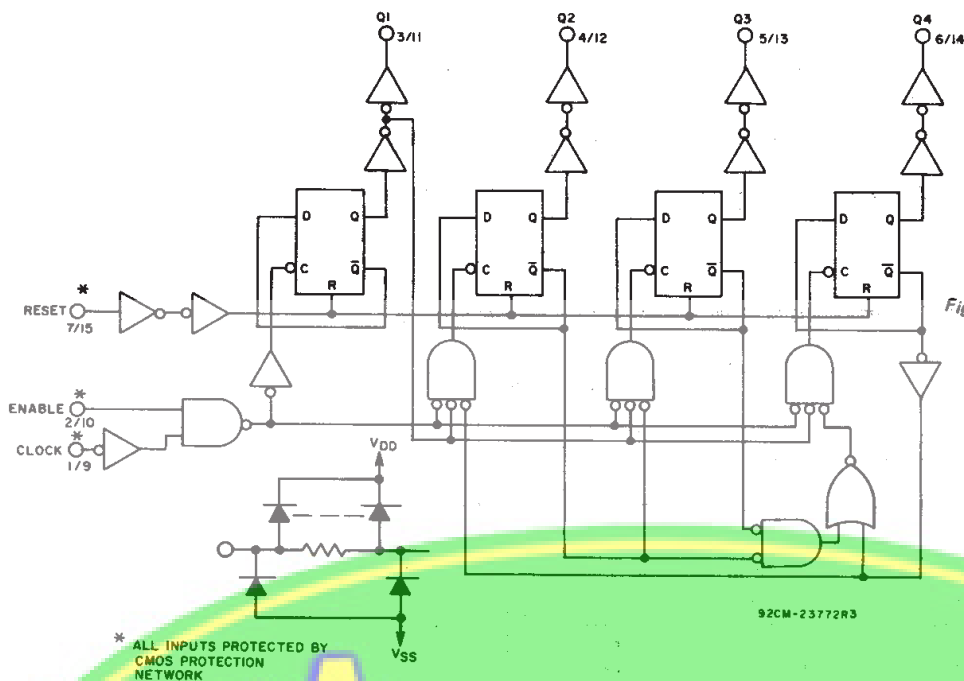 Q1 Q2 Q3 Q4
3/11 4/12 5/13 6/14
D Q D Q D Q D Q
C Q̅ C Q̅ C Q̅ C Q̅
R R R R
*
RESET
7/15
Fig
*
ENABLE
2/10
*
CLOCK
1/9
VDD
VSS
92CM-23772R3
* ALL INPUTS PROTECTED BY
CMOS PROTECTION
NETWORK